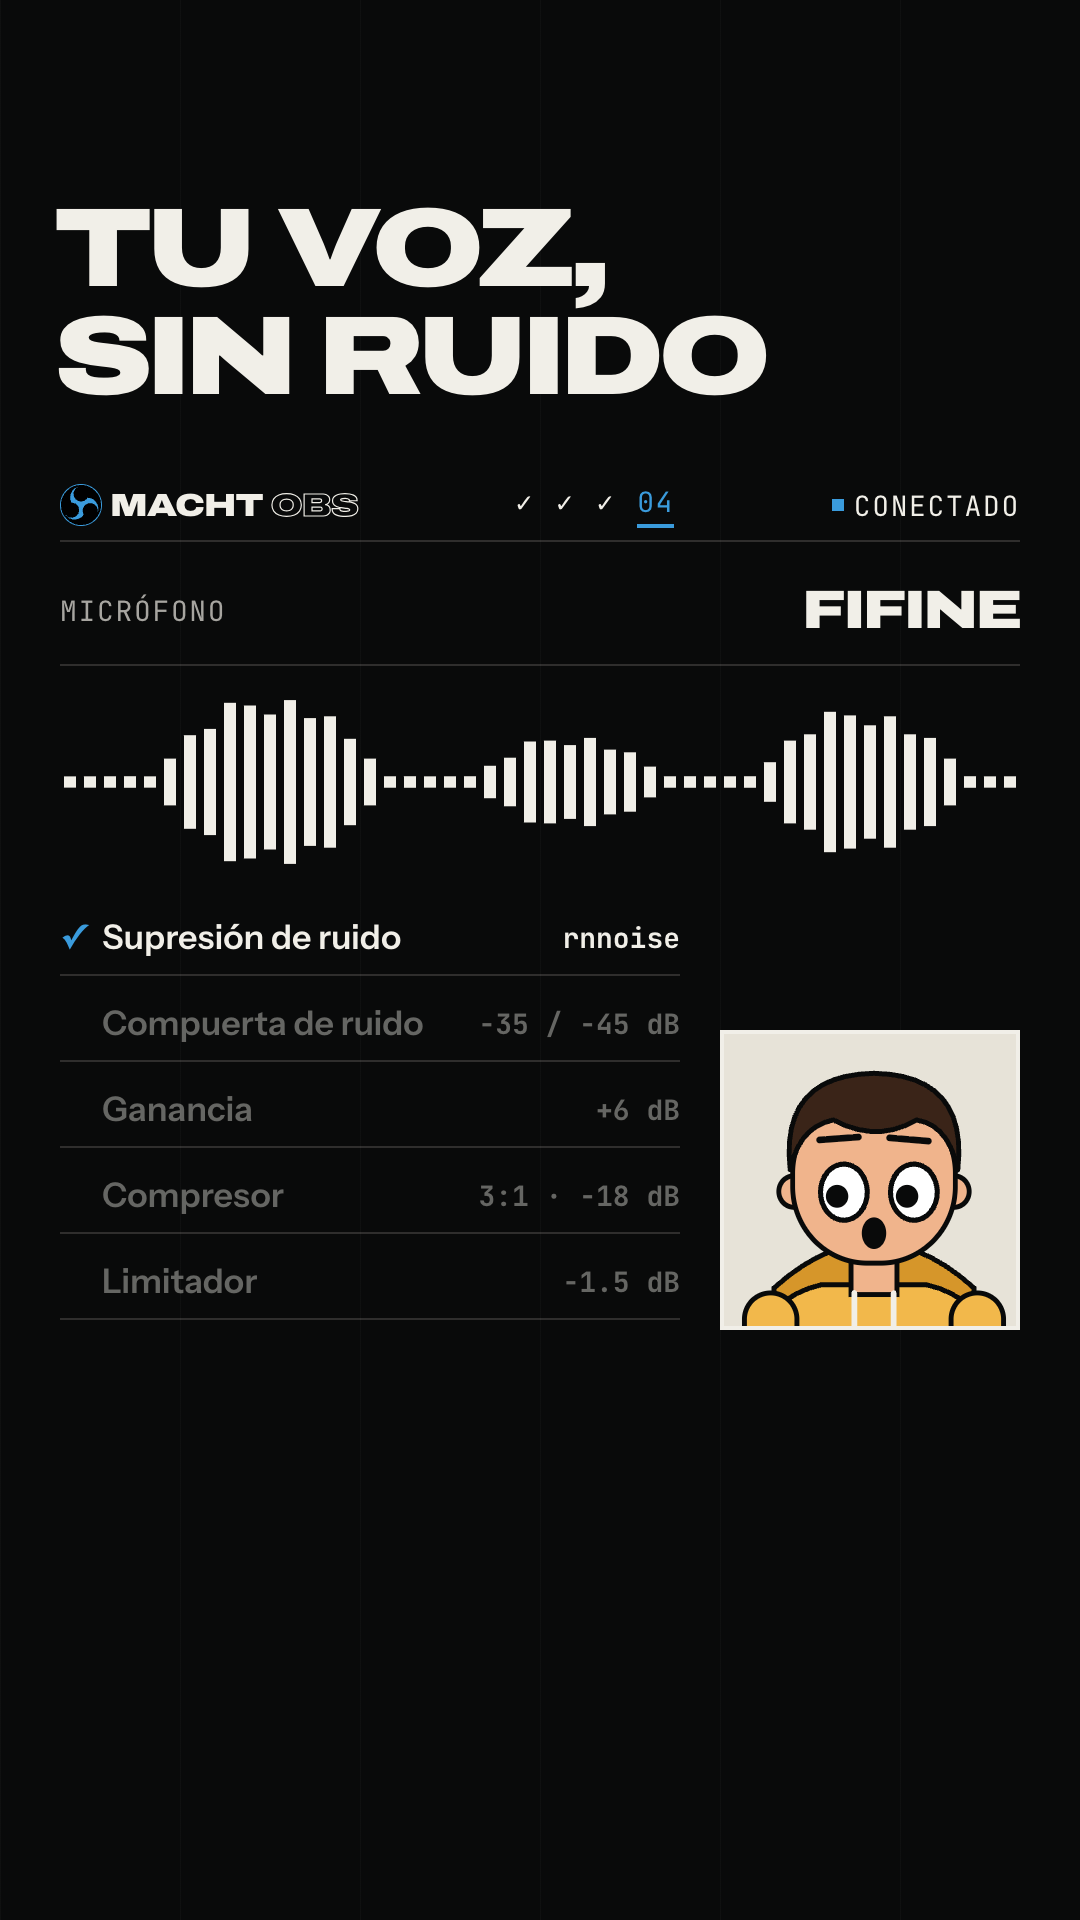 TU VOZ,
SIN RUIDO
MACHT OBS ✓ ✓ ✓ 04 CONECTADO
MICRÓFONO FIFINE
✓ Supresión de ruido rnnoise
Compuerta de ruido -35 / -45 dB
Ganancia +6 dB
Compresor 3:1 · -18 dB
Limitador -1.5 dB